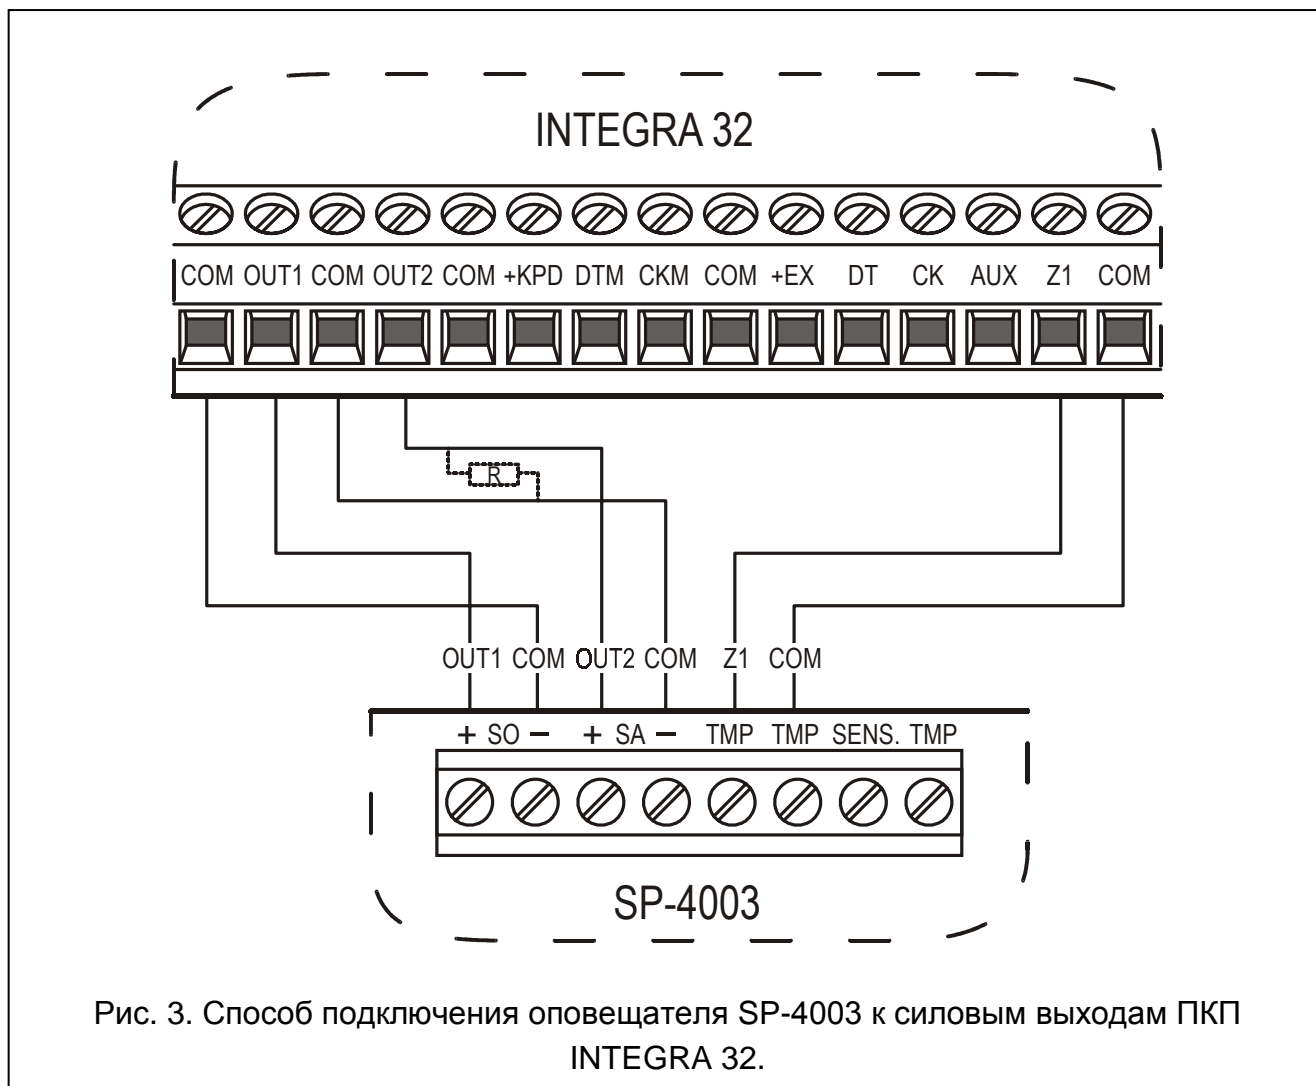 INTEGRA 32
COM OUT1 COM OUT2 COM +KPD DTM CKM COM +EX DT CK AUX Z1 COM
R
OUT1 COM OUT2 COM Z1 COM
+ SO − + SA − TMP TMP SENS. TMP
SP-4003
Рис. 3. Способ подключения оповещателя SP-4003 к силовым выходам ПКП
INTEGRA 32.